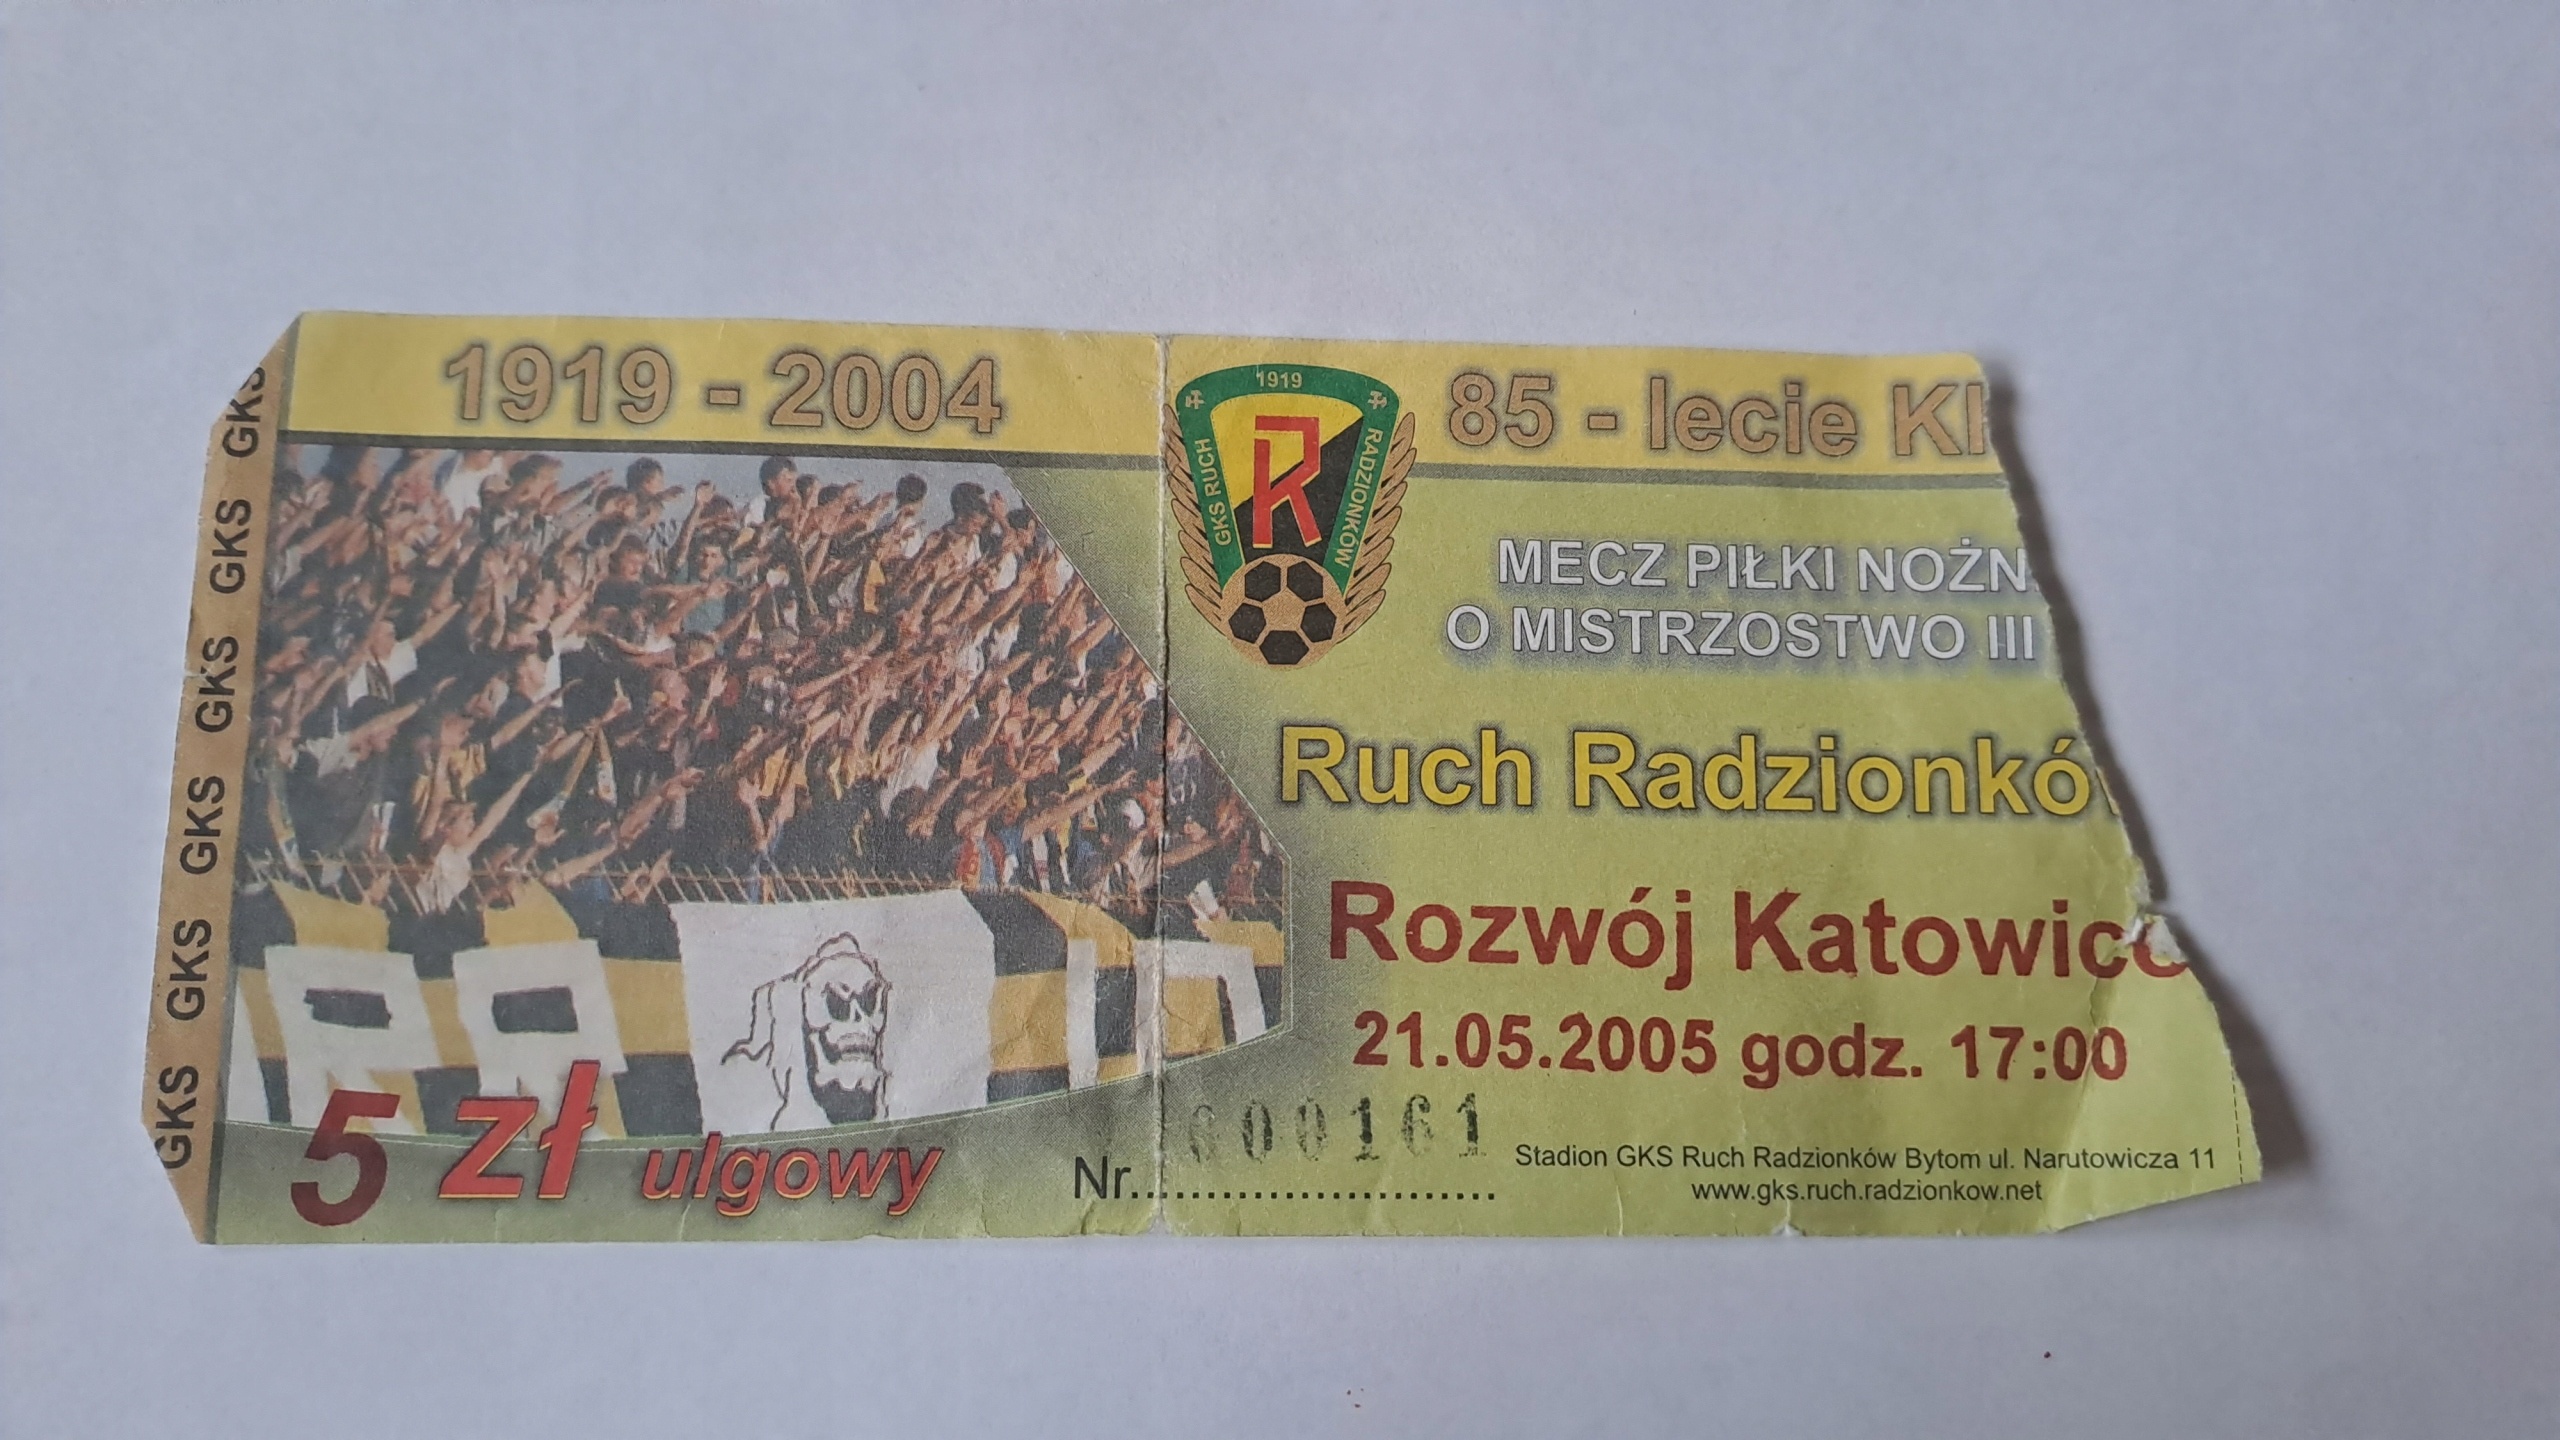 1919 - 2004
85 - lecie Kl
GKS GKS GKS GKS GKS GKS
1919
GKS RUCH
RADZIONKÓW
R
MECZ PIŁKI NOŻN
O MISTRZOSTWO III
Ruch Radzionkó
Rozwój Katowic
21.05.2005 godz. 17:00
5 zł ulgowy
Nr. 000161
Stadion GKS Ruch Radzionków Bytom ul. Narutowicza 11
www.gks.ruch.radzionkow.net